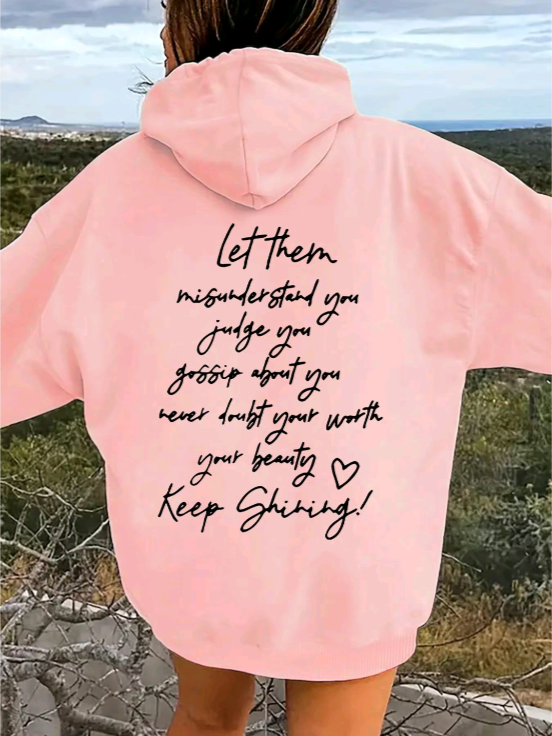 Let them
misunderstand you
judge you
gossip about you
never doubt your worth
your beauty
Keep Shining!